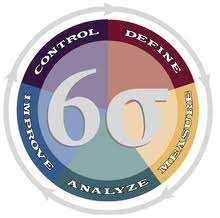 DEFINE
MEASURE
ANALYZE
IMPROVE
CONTROL
6σ